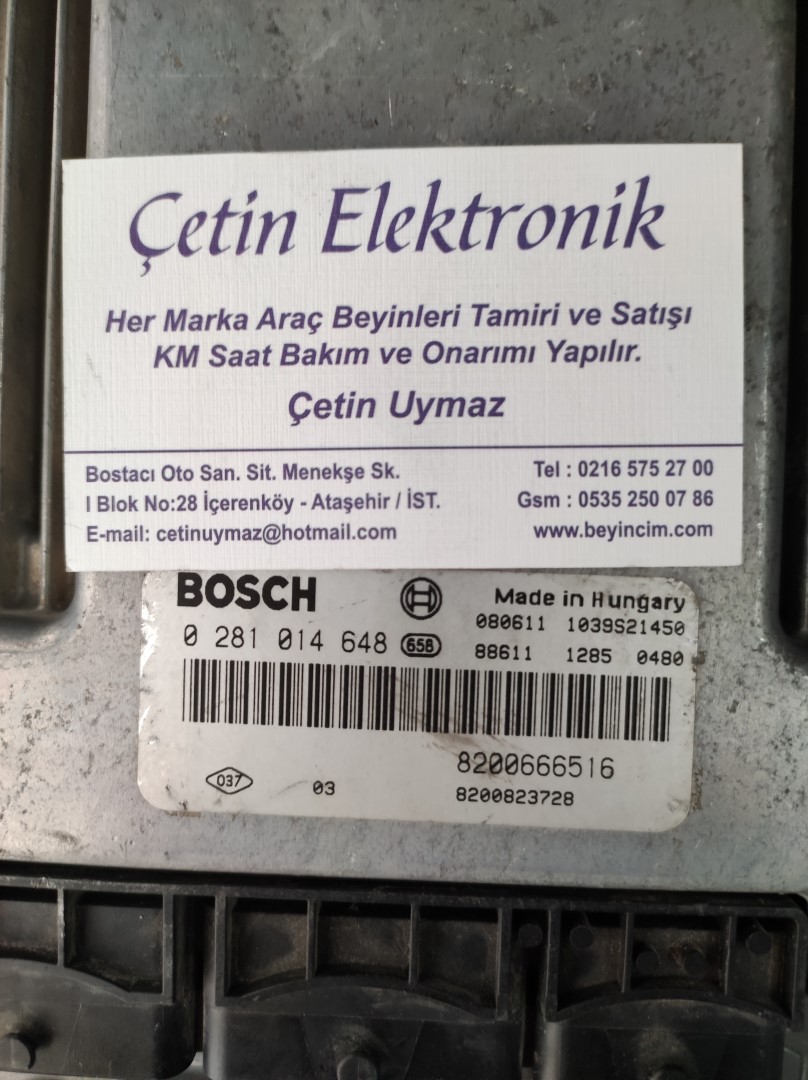 Çetin Elektronik
Her Marka Araç Beyinleri Tamiri ve Satışı
KM Saat Bakım ve Onarımı Yapılır.
Çetin Uymaz
Bostacı Oto San. Sit. Menekşe Sk.
I Blok No:28 İçerenköy - Ataşehir / İST.
E-mail: cetinuymaz@hotmail.com
Tel : 0216 575 27 00
Gsm : 0535 250 07 86
www.beyincim.com
BOSCH
Made in Hungary
080611 1039S21450
0 281 014 648 658
88611 1285 0480
8200666516
037 03
8200823728